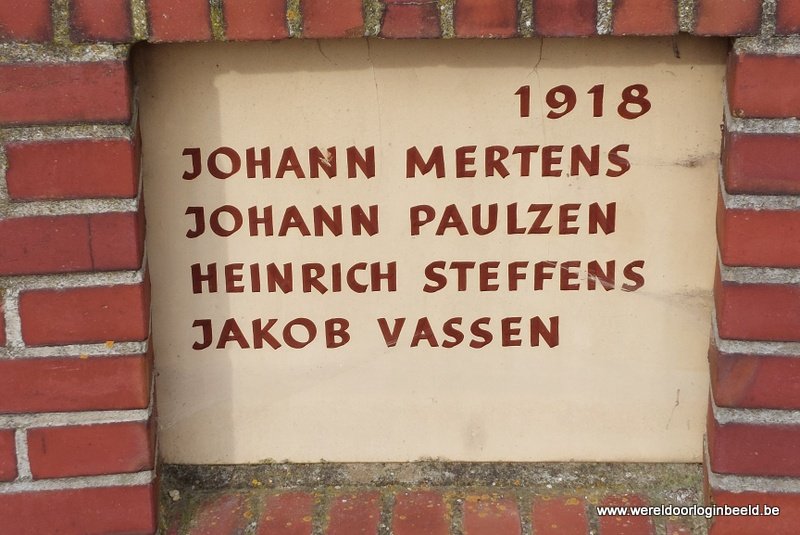 1918
JOHANN MERTENS
JOHANN PAULZEN
HEINRICH STEFFENS
JAKOB VASSEN
www.wereldoorloginbeeld.be